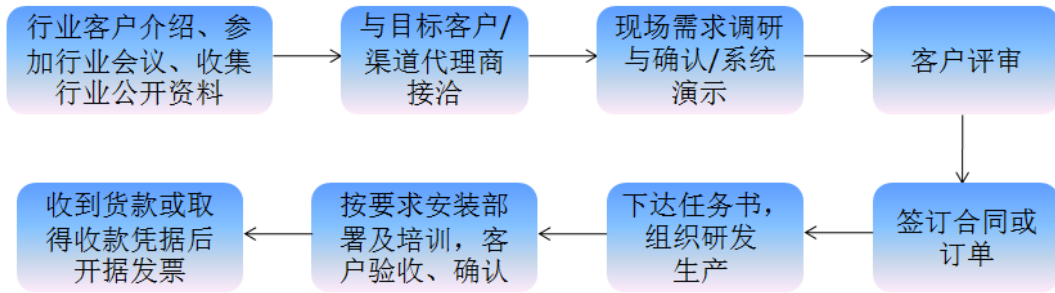 行业客户介绍、参
加行业会议、收集
行业公开资料
与目标客户/
渠道代理商
接洽
现场需求调研
与确认/系统
演示
客户评审
签订合同或
订单
下达任务书，
组织研发
生产
按要求安装部
署及培训，客
户验收、确认
收到货款或取
得收款凭据后
开据发票